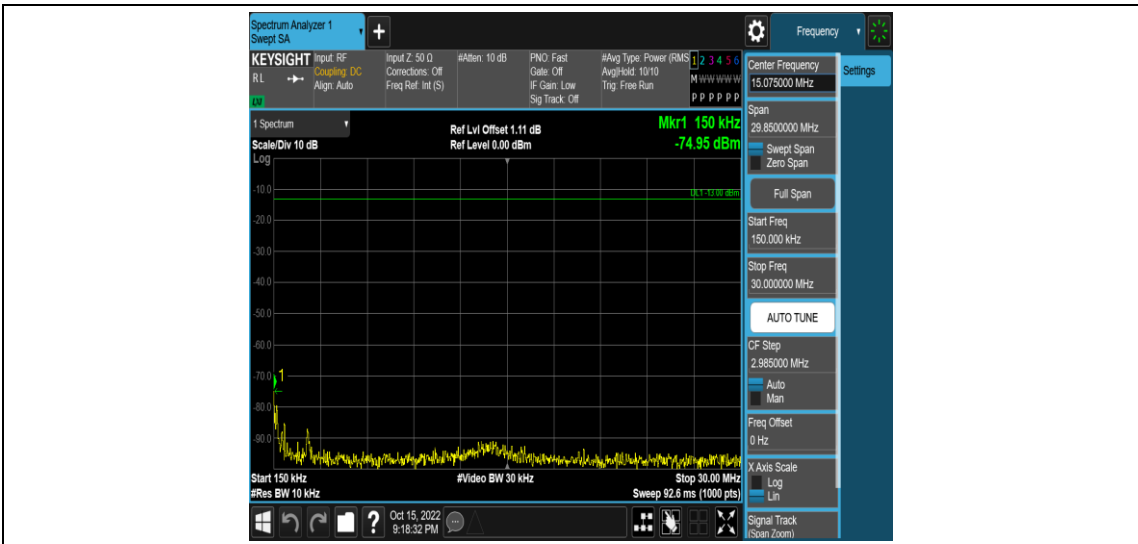 Spectrum Analyzer 1
Swept SA
+
Frequency
KEYSIGHT Input: RF Input Z: 50 Ω #Atten: 10 dB PNO: Fast #Avg Type: Power (RMS 1 2 3 4 5 6
RL Coupling: DC Corrections: Off Gate: Off Avg|Hold: 10/10 M W W W W W
Align: Auto Freq Ref: Int (S) IF Gain: Low Trig: Free Run
Sig Track: Off P P P P P P
LXI
Center Frequency
15.075000 MHz
Settings
1 Spectrum
Ref Lvl Offset 1.11 dB
Mkr1 150 kHz
Scale/Div 10 dB
Ref Level 0.00 dBm
-74.95 dBm
Log
DL1 -13.00 dBm
-10.0
-20.0
-30.0
-40.0
-50.0
-60.0
-70.0
1
-80.0
-90.0
Start 150 kHz
#Video BW 30 kHz
Stop 30.00 MHz
#Res BW 10 kHz
Sweep 92.6 ms (1000 pts)
Span
29.8500000 MHz
Swept Span
Zero Span
Full Span
Start Freq
150.000 kHz
Stop Freq
30.000000 MHz
AUTO TUNE
CF Step
2.985000 MHz
Auto
Man
Freq Offset
0 Hz
X Axis Scale
Log
Lin
Signal Track
(Span Zoom)
?
Oct 15, 2022
9:18:32 PM